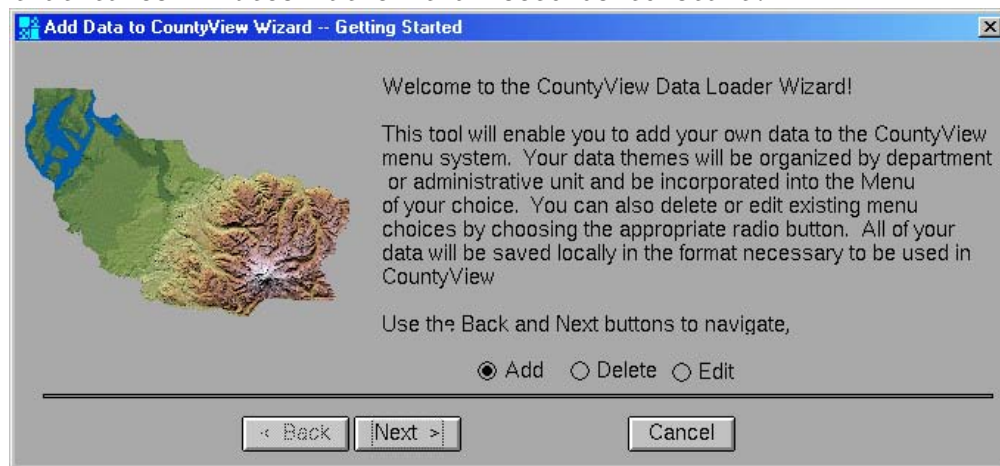 Add Data to CountyView Wizard -- Getting Started
Welcome to the CountyView Data Loader Wizard!
This tool will enable you to add your own data to the CountyView
menu system. Your data themes will be organized by department
or administrative unit and be incorporated into the Menu
of your choice. You can also delete or edit existing menu
choices by choosing the appropriate radio button. All of your
data will be saved locally in the format necessary to be used in
CountyView
Use the Back and Next buttons to navigate,
Add Delete Edit
< Back Next > Cancel